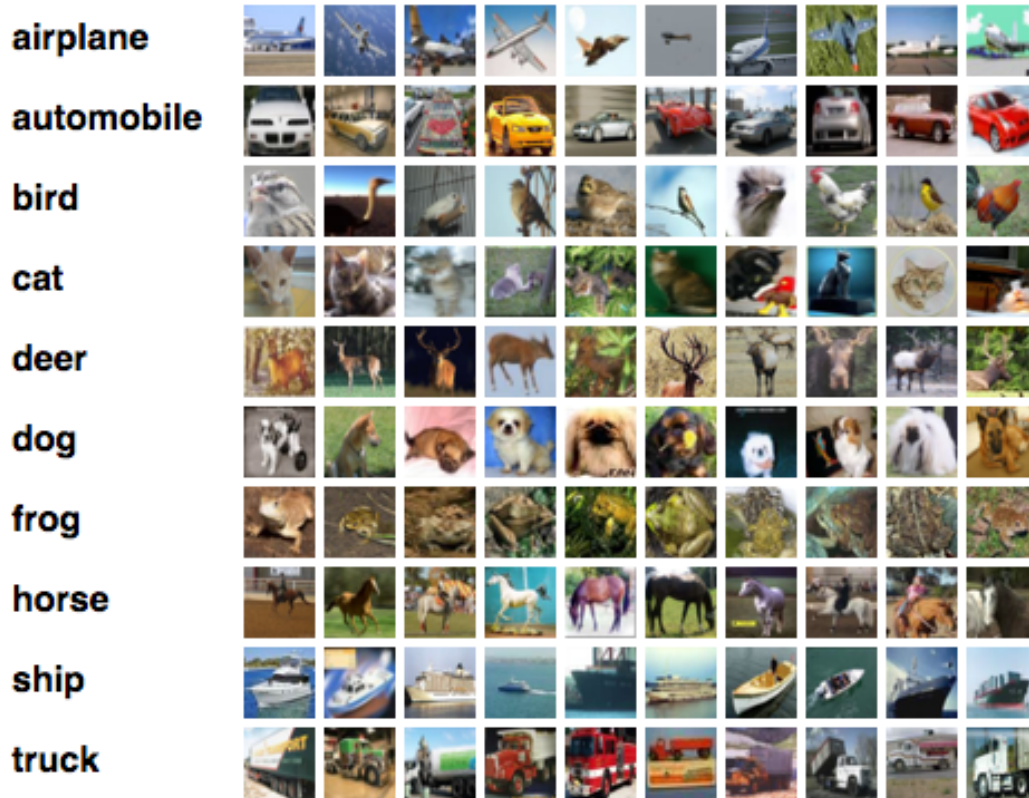 airplane
automobile
bird
cat
deer
dog
frog
horse
ship
truck